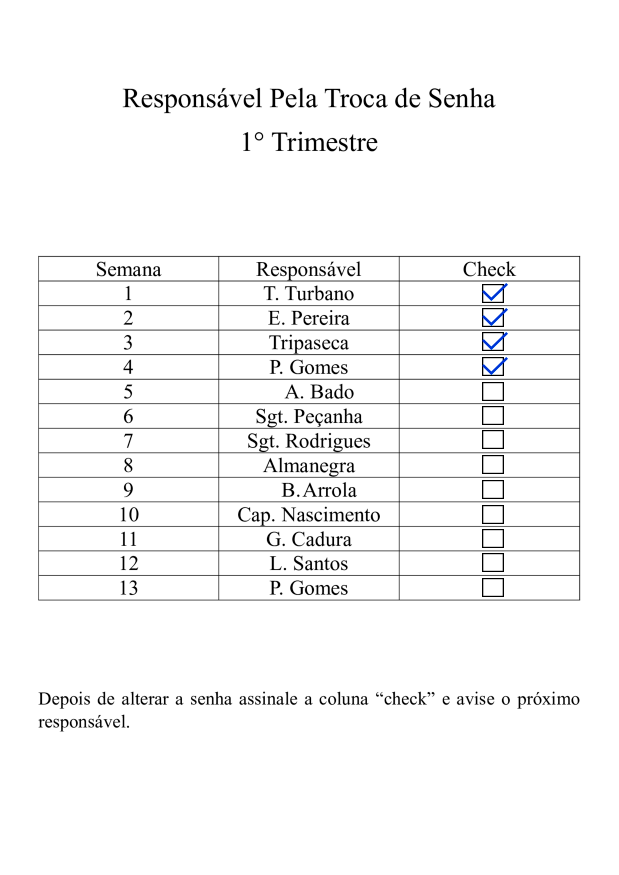 Responsável Pela Troca de Senha
1° Trimestre
Semana Responsável Check
1 T. Turbano
2 E. Pereira
3 Tripaseca
4 P. Gomes
5 A. Bado
6 Sgt. Peçanha
7 Sgt. Rodrigues
8 Almanegra
9 B.Arrola
10 Cap. Nascimento
11 G. Cadura
12 L. Santos
13 P. Gomes
Depois de alterar a senha assinale a coluna “check” e avise o próximo
responsável.